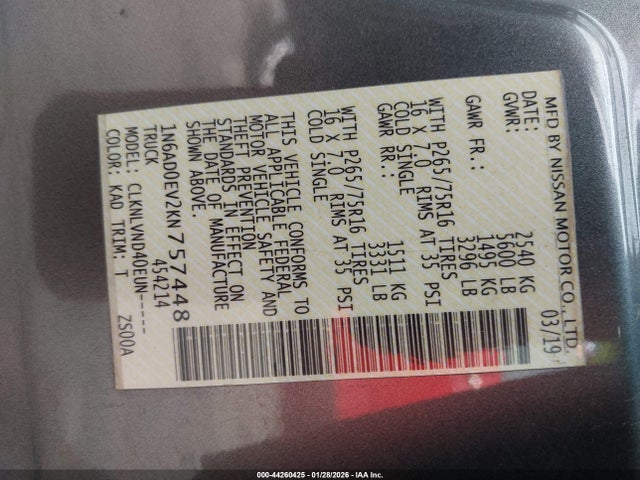 MFD BY NISSAN MOTOR CO., LTD.
DATE: 03/19
GVWR: 2540 KG
5600 LB
GAWR FR.: 1495 KG
3296 LB
WITH P265/75R16 TIRES
16 X 7.0 RIMS AT 35 PSI
COLD SINGLE
GAWR RR.: 1511 KG
3331 LB
WITH P265/75R16 TIRES
16 X 7.0 RIMS AT 35 PSI
COLD SINGLE
THIS VEHICLE CONFORMS TO
ALL APPLICABLE FEDERAL
MOTOR VEHICLE SAFETY AND
THEFT PREVENTION
STANDARDS IN EFFECT ON
THE DATE OF MANUFACTURE
SHOWN ABOVE.
1N6AD0EV2KN757448
TRUCK 454214
MODEL: CLKNLVND40EUN-----
COLOR: KAD TRIM: T ZS00A
000-44260425 - 01/28/2026 - IAA Inc.